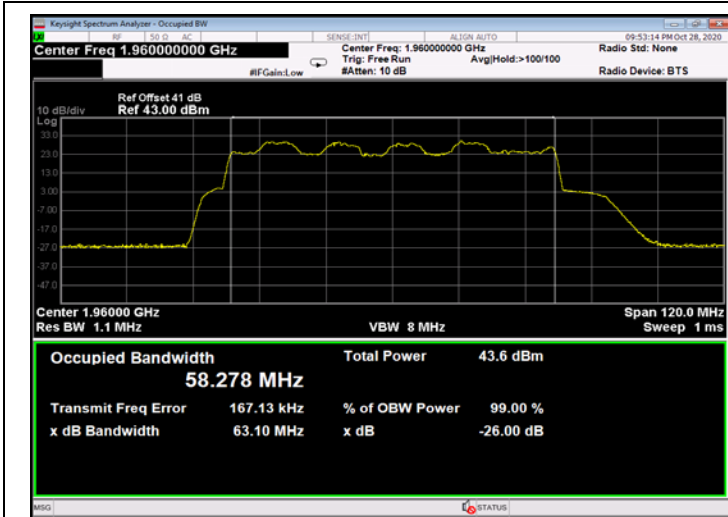 Keysight Spectrum Analyzer - Occupied BW
RF 50 Ω AC SENSE:INT ALIGN AUTO 09:53:14 PM Oct 28, 2020
Center Freq 1.960000000 GHz Center Freq: 1.960000000 GHz Radio Std: None
Trig: Free Run Avg|Hold:>100/100
#IFGain:Low #Atten: 10 dB Radio Device: BTS
Ref Offset 41 dB
10 dB/div Ref 43.00 dBm
Log
33.0
23.0
13.0
3.00
-7.00
-17.0
-27.0
-37.0
-47.0
Center 1.96000 GHz Span 120.0 MHz
Res BW 1.1 MHz VBW 8 MHz Sweep 1 ms
Occupied Bandwidth Total Power 43.6 dBm
58.278 MHz
Transmit Freq Error 167.13 kHz % of OBW Power 99.00 %
x dB Bandwidth 63.10 MHz x dB -26.00 dB
MSG STATUS